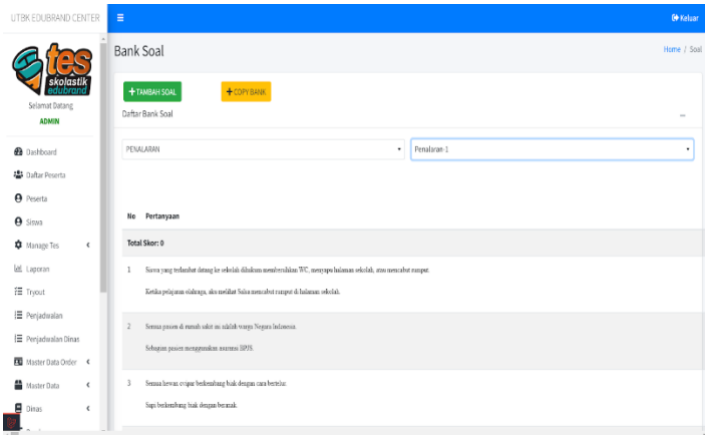 UTBK EDUBRAND CENTER
Keluar
tes
skolastik
edubrand
Selamat Datang
ADMIN
Dashboard
Daftar Peserta
Peserta
Siswa
Manage Tes
Laporan
Tryout
Penjadwalan
Penjadwalan Dinas
Master Data Order
Master Data
Dinas
Bank Soal
Home / Soal
+TAMBAH SOAL
+COPY BANK
Daftar Bank Soal
PENALARAN
Penalaran-1
No Pertanyaan
Total Skor: 0
1 Siswa yang terlambat datang ke sekolah dihukum membersihkan WC, menyapu halaman sekolah, atau mencabut rumput.
Ketika pelajaran olahraga, aku melihat Saka mencabut rumput di halaman sekolah.
2 Semua pasien di rumah sakit ini adalah warga Negara Indonesia.
Sebagian pasien menggunakan asuransi BPJS.
3 Semua hewan ovipar berkembang biak dengan cara bertelur.
Sapi berkembang biak dengan beranak.